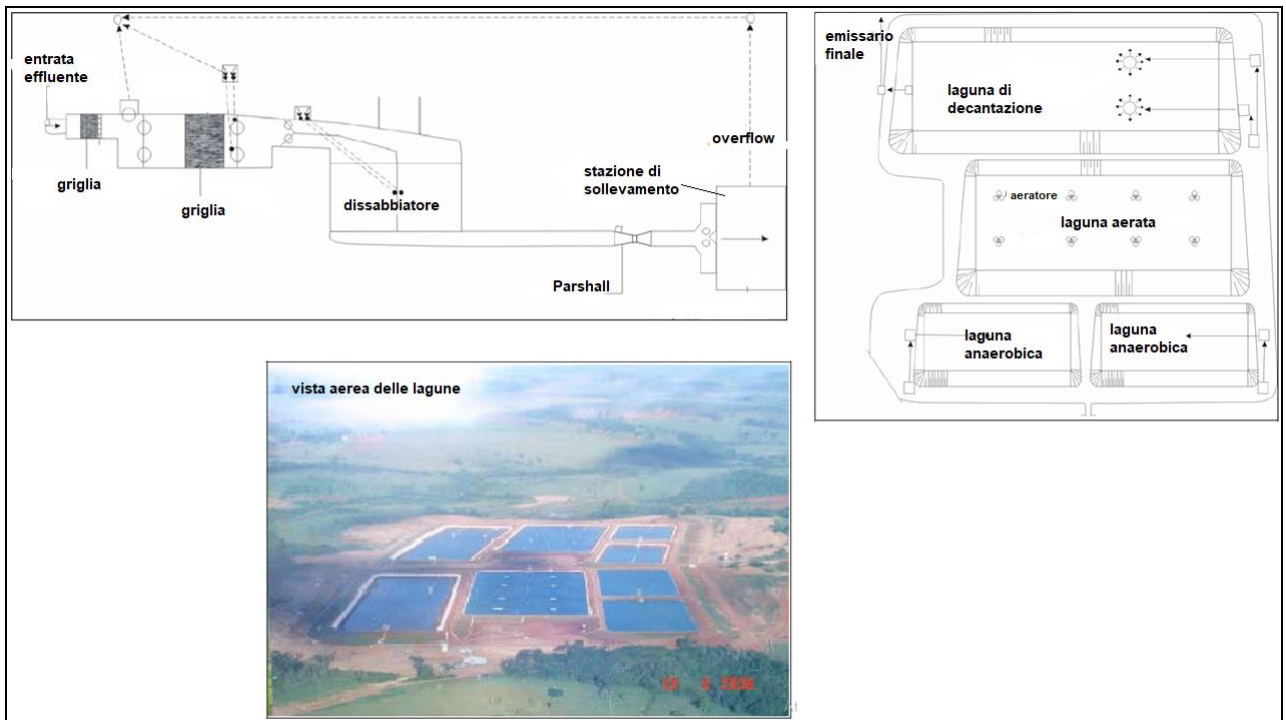 entrata
effluente
griglia
griglia
dissabbiatore
overflow
stazione di
sollevamento
Parshall
emissario
finale
laguna di
decantazione
aeratore
laguna aerata
laguna
anaerobica
laguna
anaerobica
vista aerea delle lagune